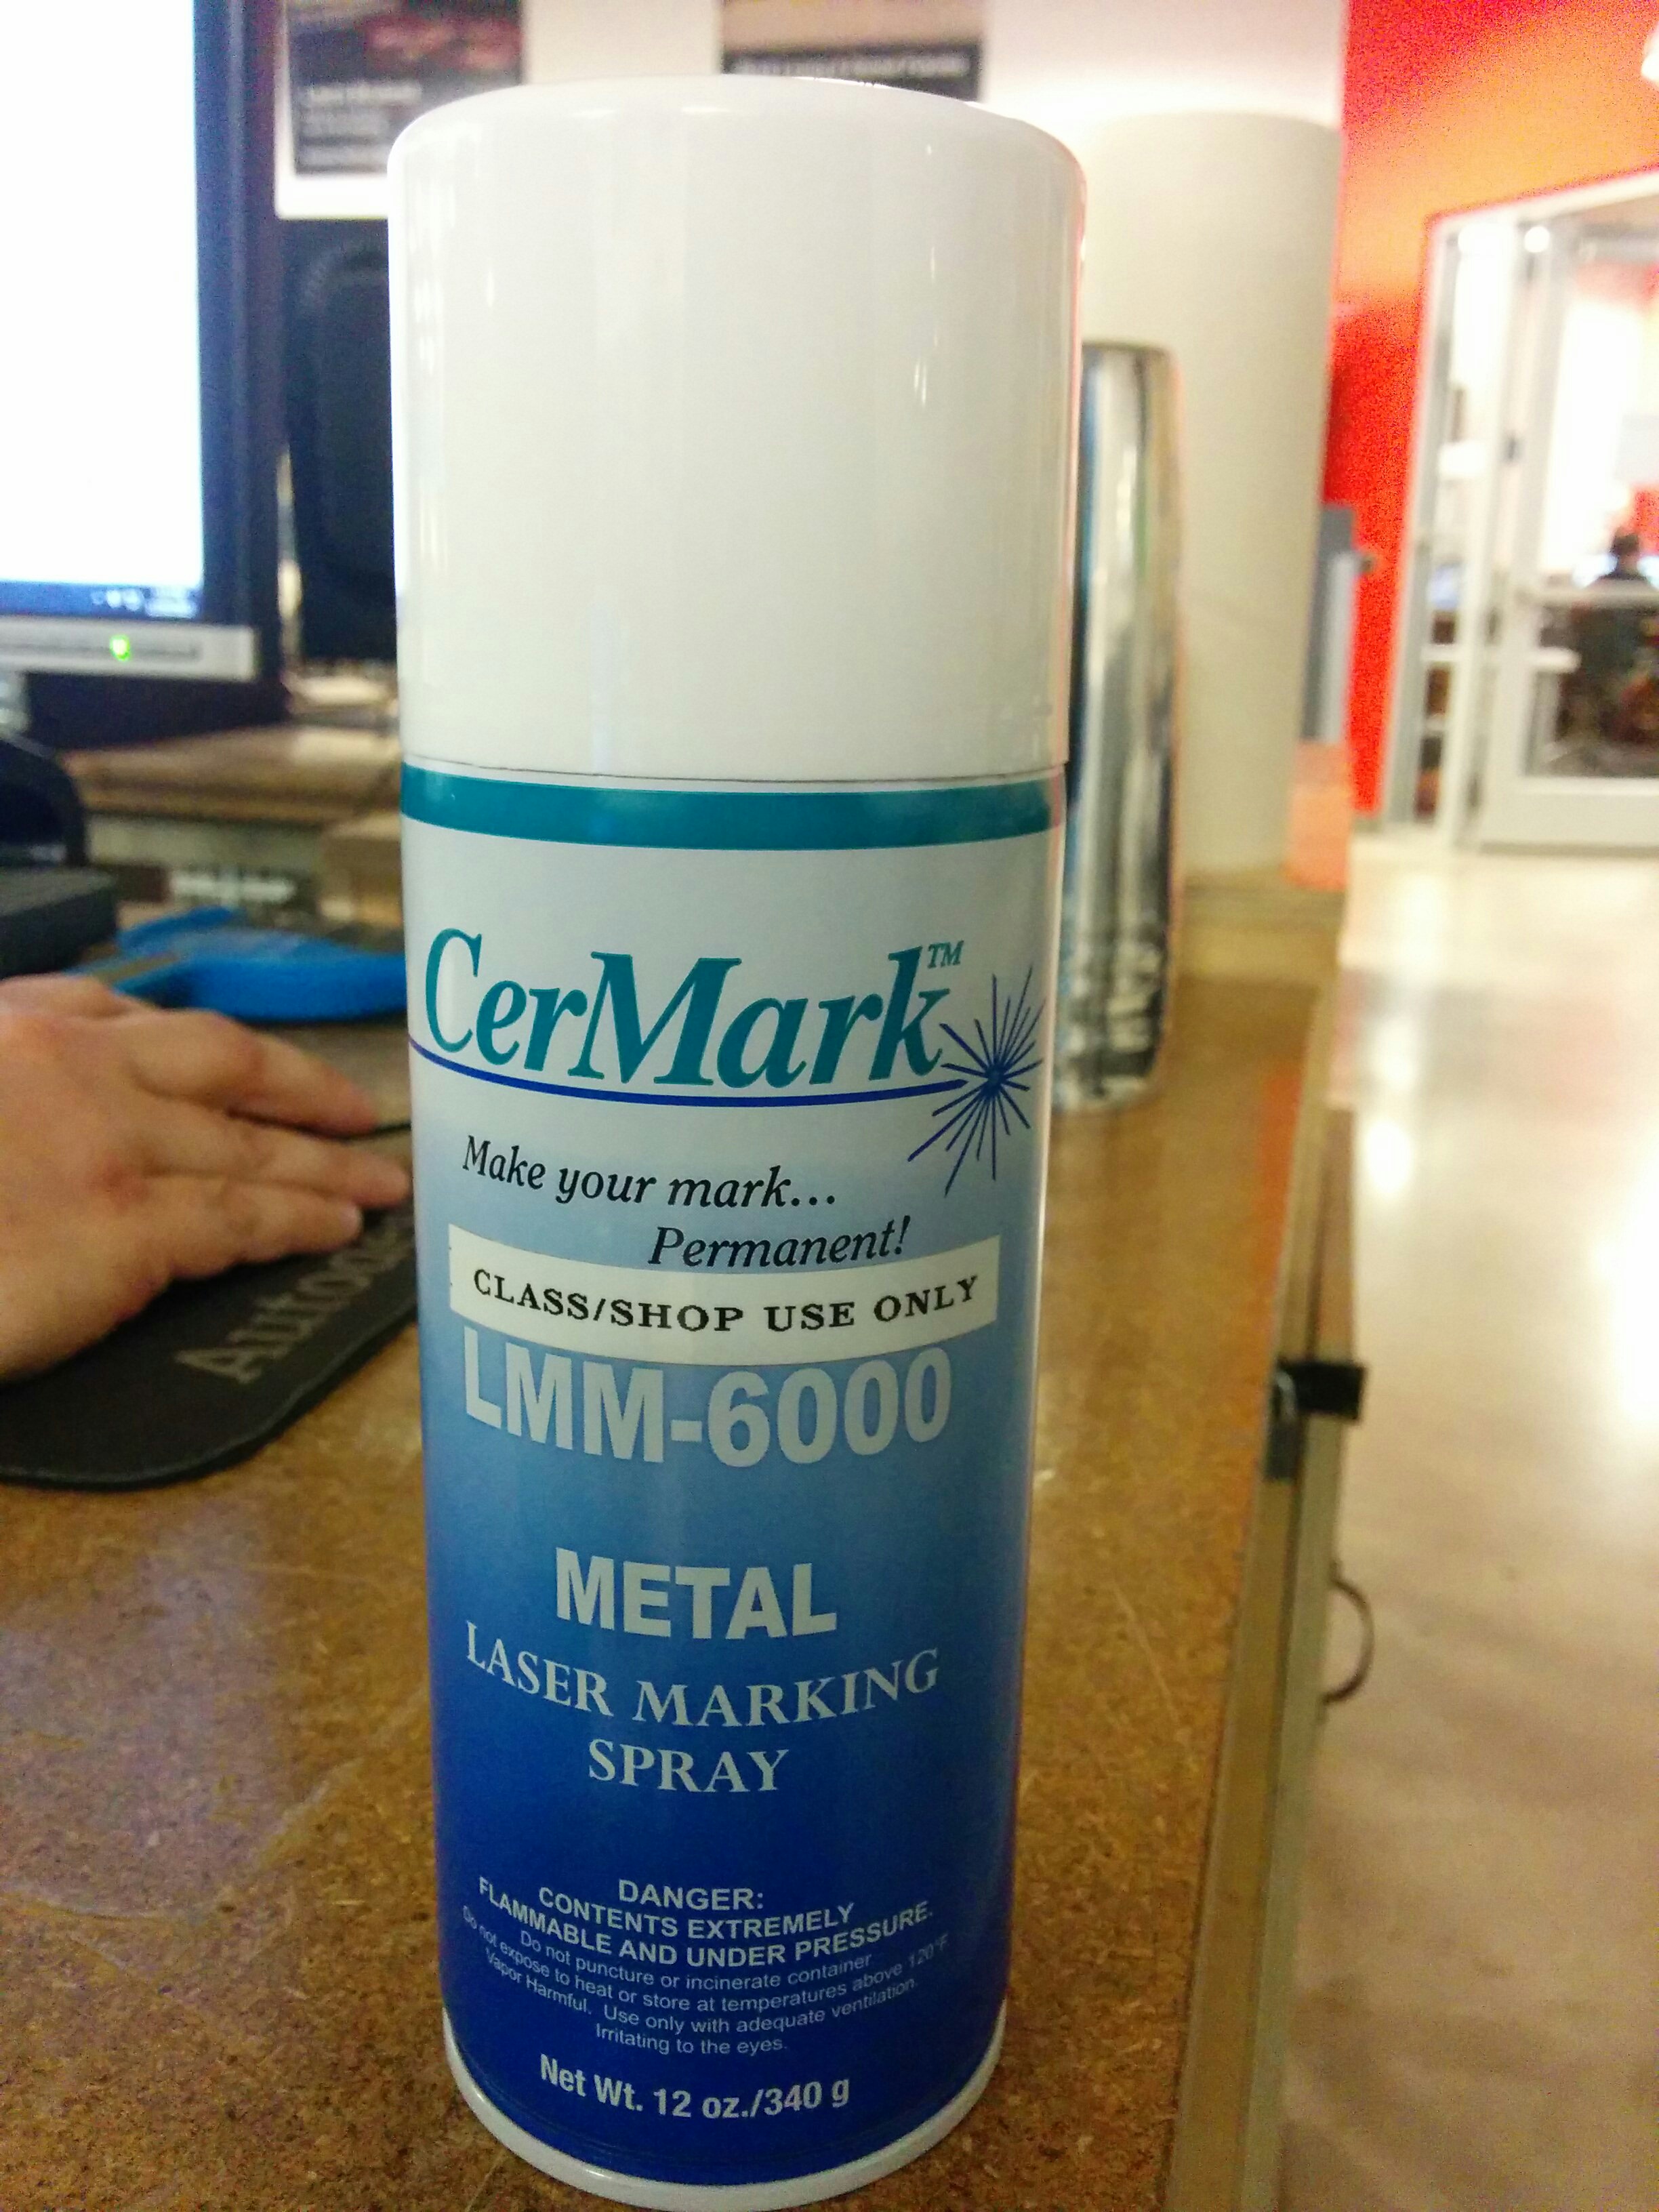 CerMark™
Make your mark...
Permanent!
CLASS/SHOP USE ONLY
LMM-6000
METAL
LASER MARKING
SPRAY
DANGER:
CONTENTS EXTREMELY
FLAMMABLE AND UNDER PRESSURE.
Do not puncture or incinerate container
Do not expose to heat or store at temperatures above 120°F
Vapor Harmful. Use only with adequate ventilation.
Irritating to the eyes.
Net Wt. 12 oz./340 g